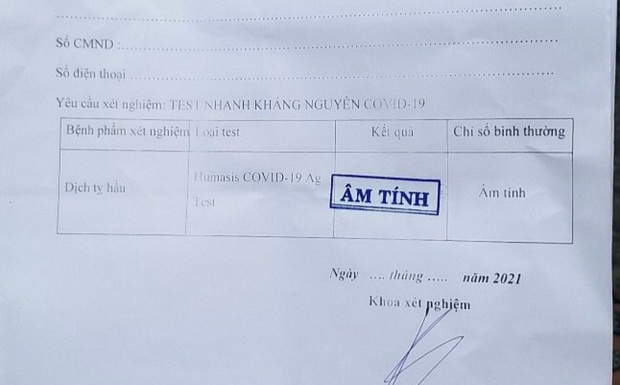 Số CMND :
Số điện thoại
Yêu cầu xét nghiệm: TEST NHANH KHÁNG NGUYÊN COVID-19
Bệnh phẩm xét nghiệm Loại test Kết quả Chỉ số bình thường
Dịch tỵ hầu Humasis COVID-19 Ag Test ÂM TÍNH Âm tính
Ngày .... tháng ..... năm 2021
Khoa xét nghiệm